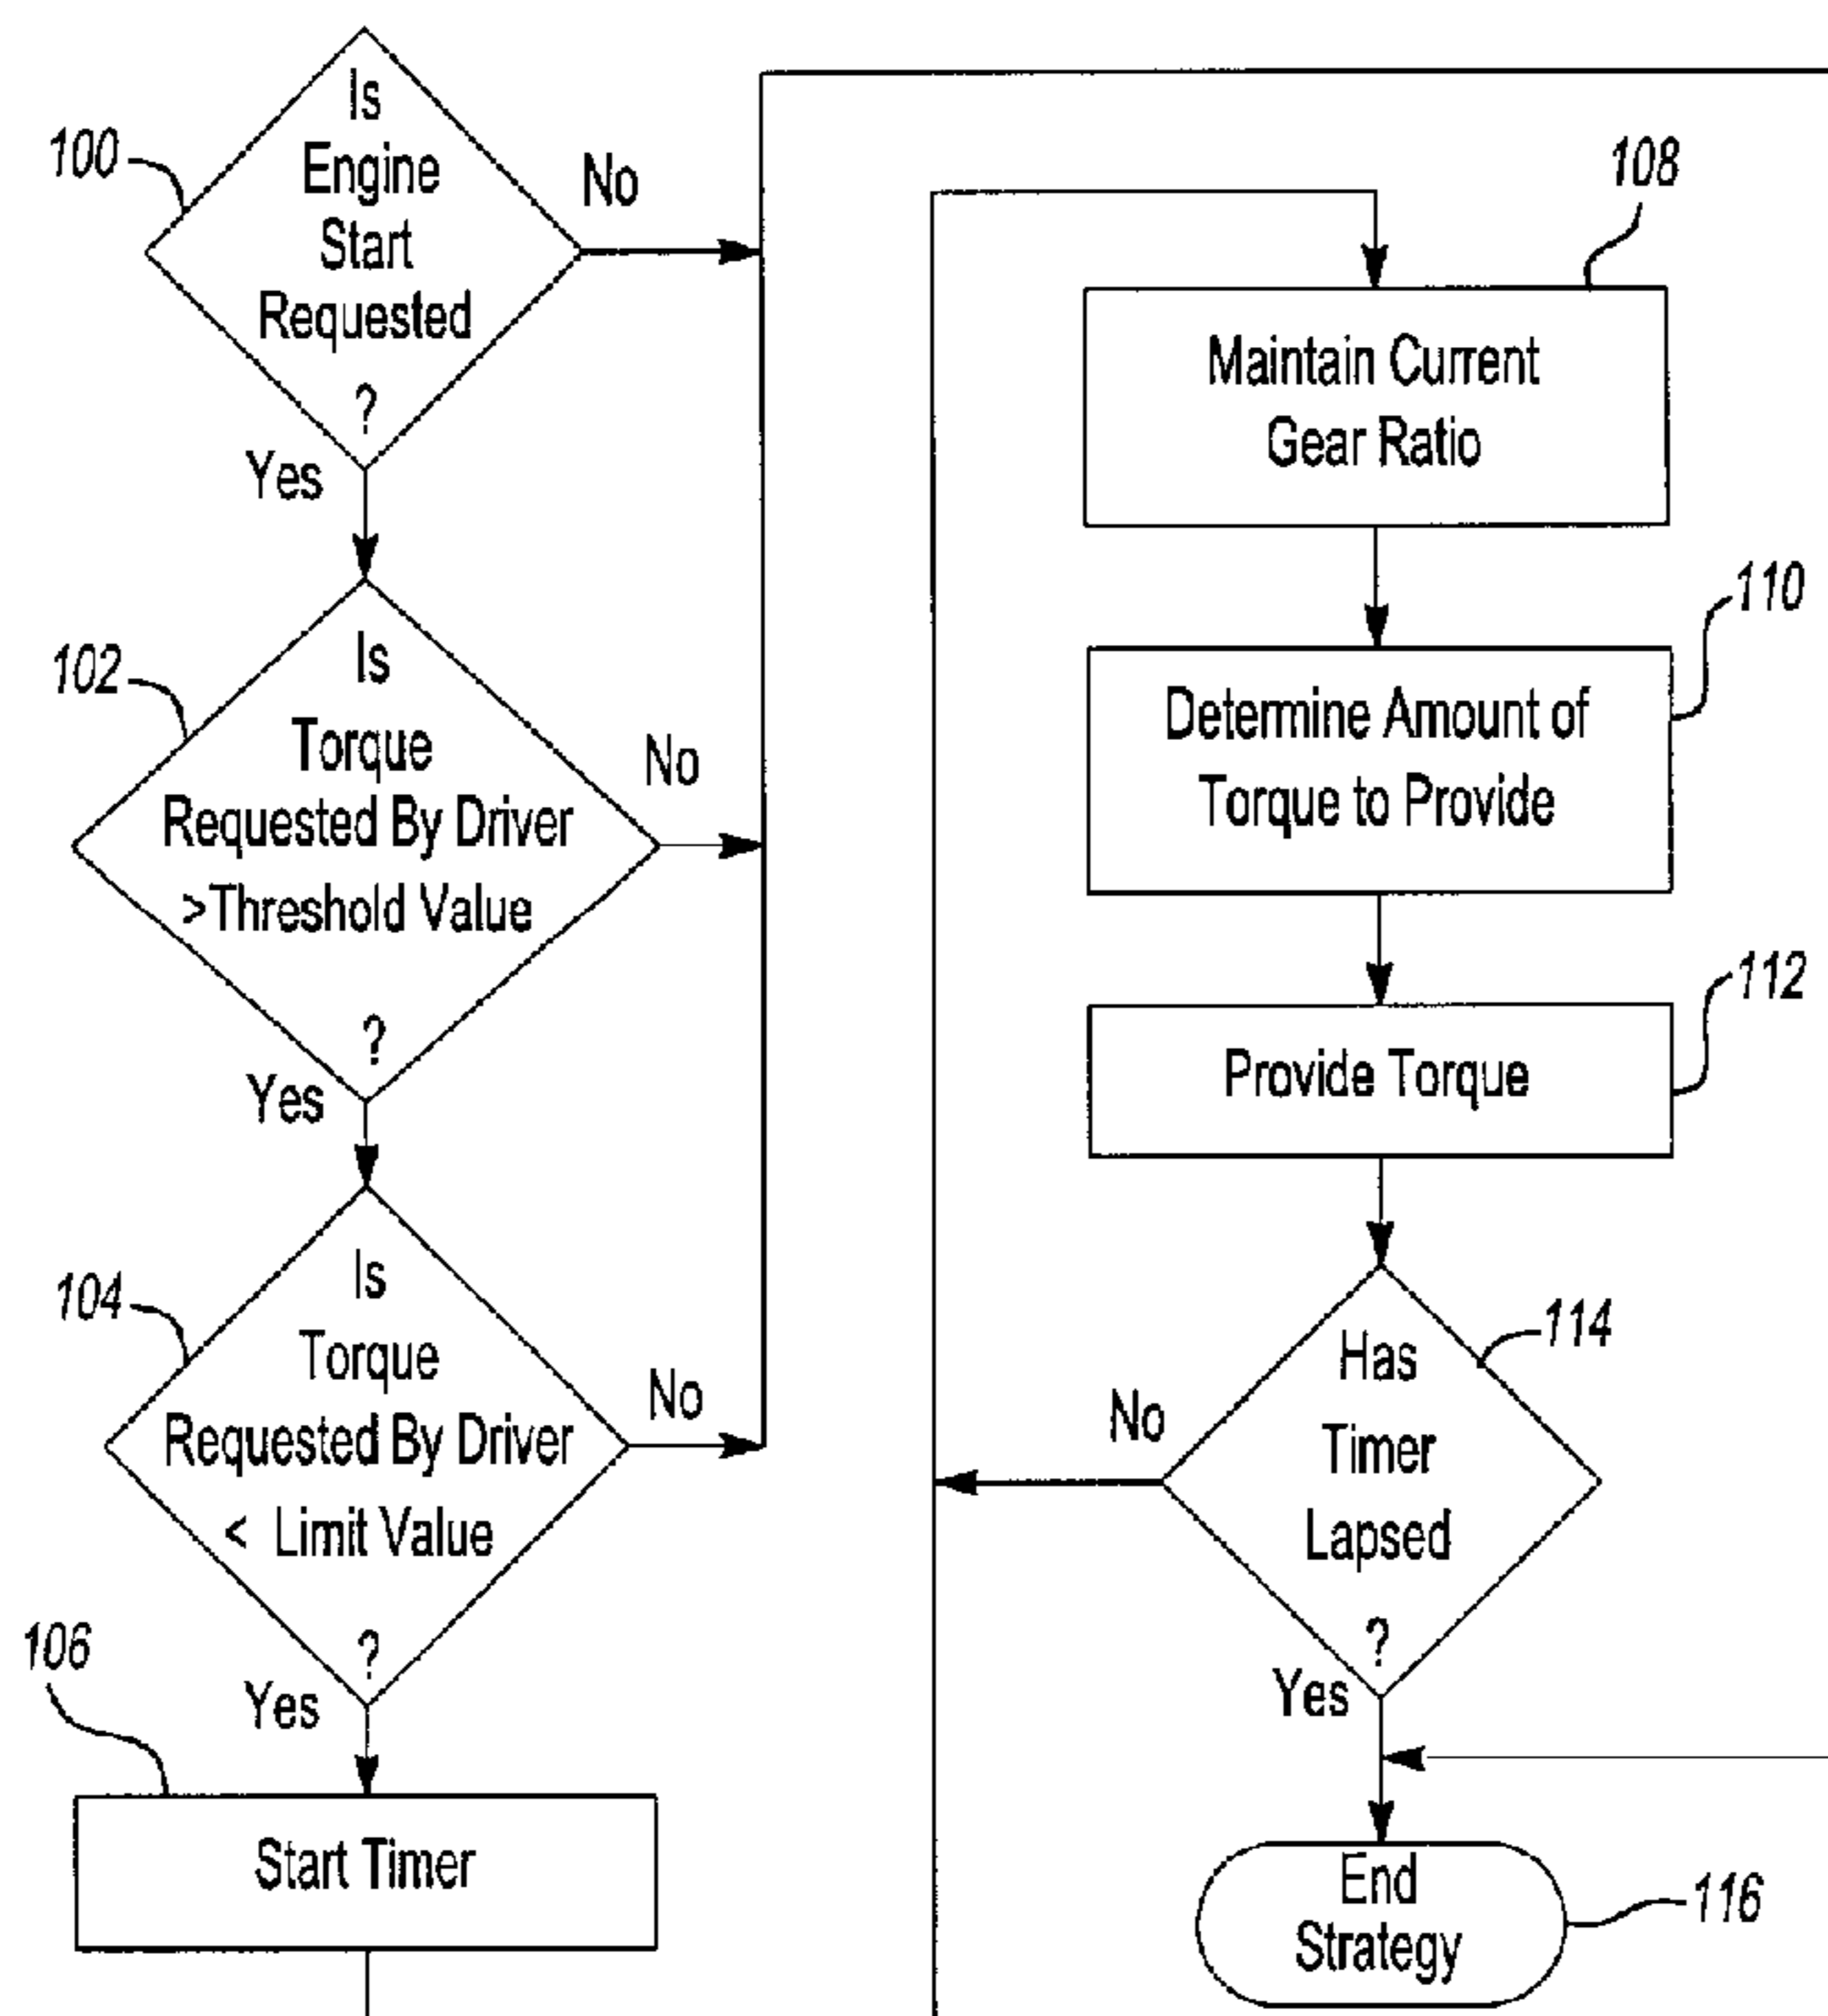 100
Is
Engine
Start
Requested
?
No
Yes
102
Is
Torque
Requested By Driver
>Threshold Value
?
No
Yes
104
Is
Torque
Requested By Driver
< Limit Value
?
No
Yes
106
Start Timer
108
Maintain Current
Gear Ratio
110
Determine Amount of
Torque to Provide
112
Provide Torque
114
Has
Timer
Lapsed
?
No
Yes
End
Strategy
116